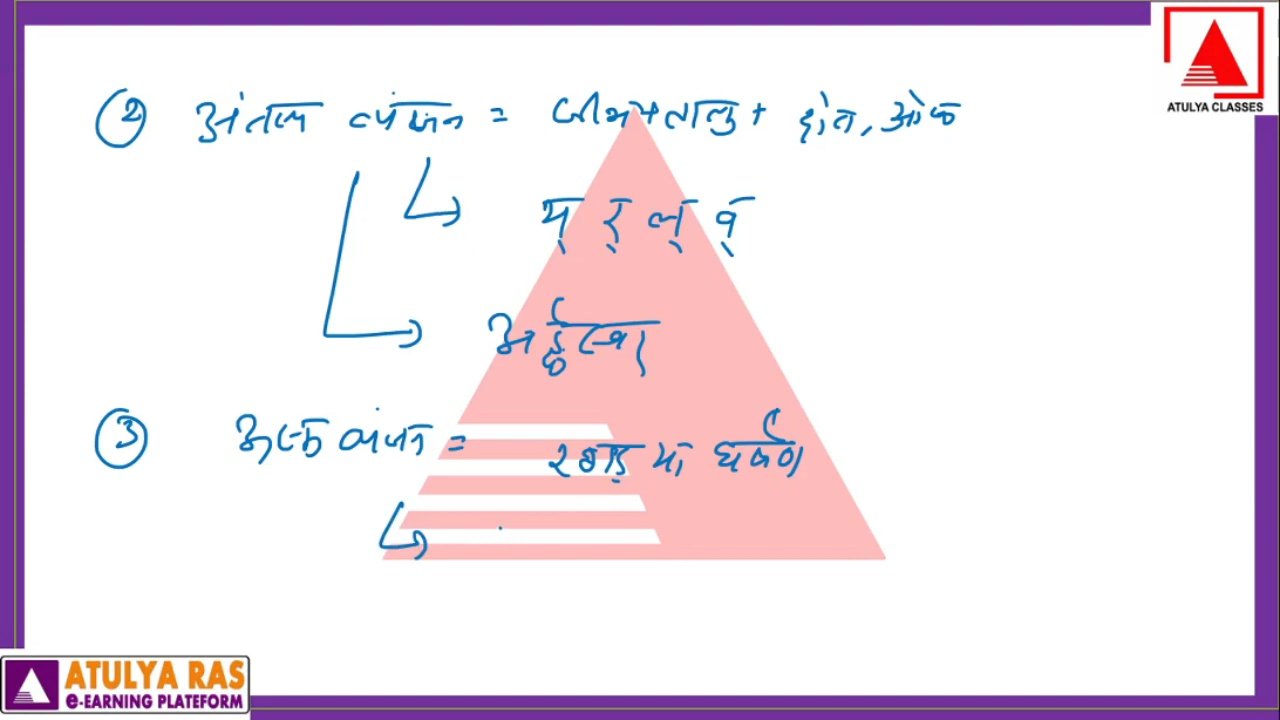 ② अंतस्थ व्यंजन = जीभ + तालु + दांत, ओष्ठ
य् र् ल् व्
अर्द्धस्वर
③ ऊष्म व्यंजन = रगड़ या घर्षण
ATULYA CLASSES
ATULYA RAS
e-EARNING PLATEFORM